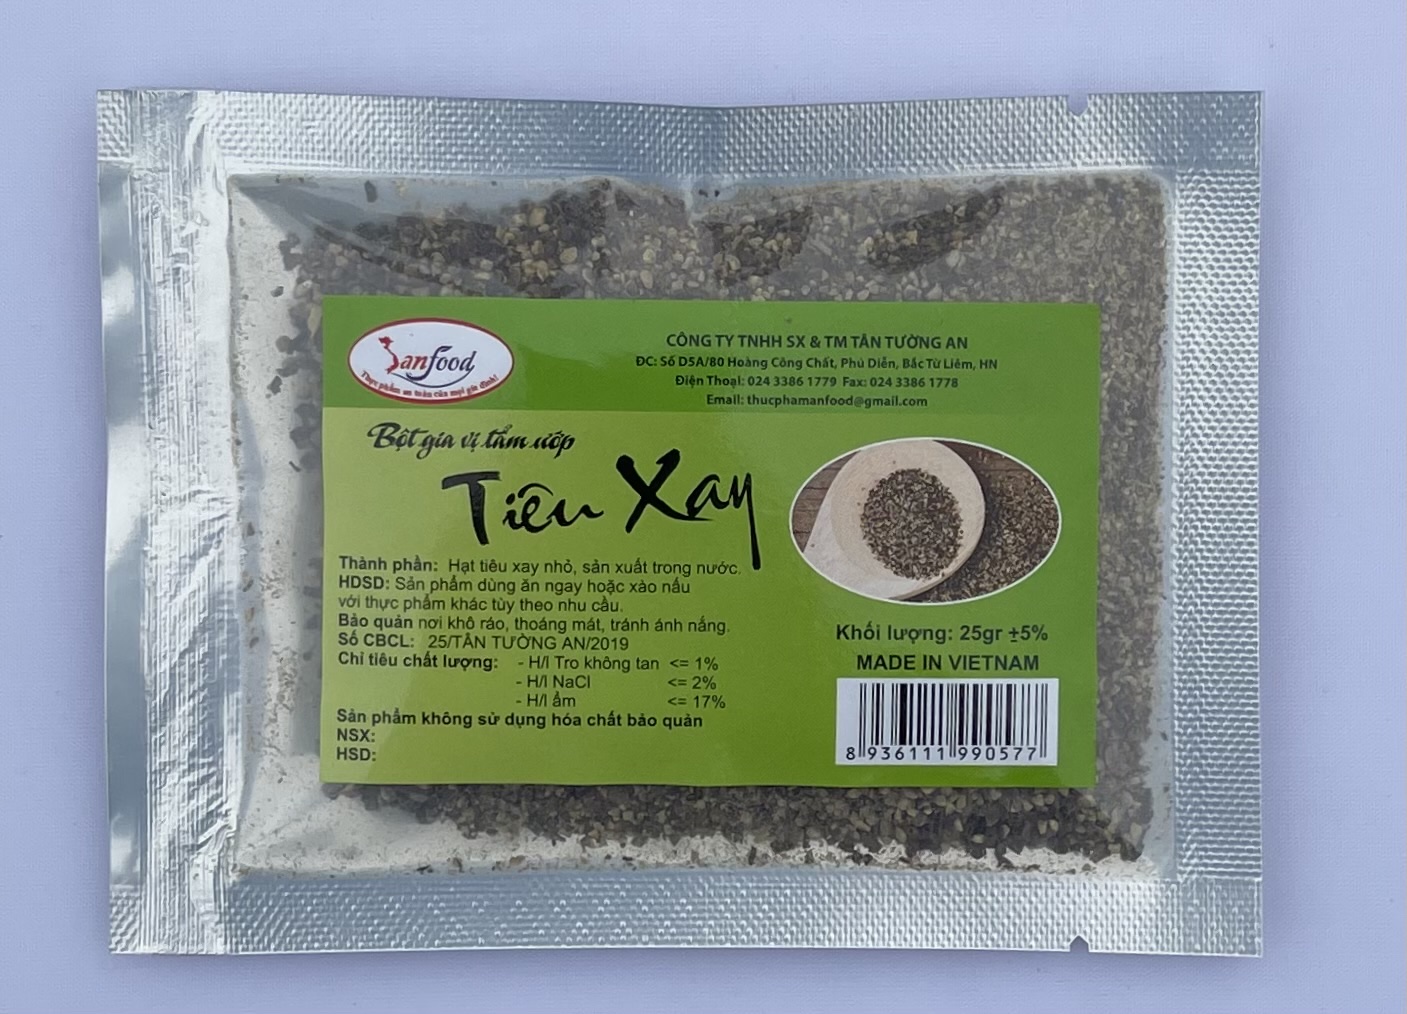 Sanfood
Thực phẩm an toàn của mọi gia đình!
CÔNG TY TNHH SX & TM TÂN TƯỜNG AN
ĐC: Số D5A/80 Hoàng Công Chất, Phú Diễn, Bắc Từ Liêm, HN
Điện Thoại: 024 3386 1779 Fax: 024 3386 1778
Email: thucphamanfood@gmail.com
Bột gia vị tẩm ướp
Tiêu Xay
Thành phần: Hạt tiêu xay nhỏ, sản xuất trong nước.
HDSD: Sản phẩm dùng ăn ngay hoặc xào nấu
với thực phẩm khác tùy theo nhu cầu.
Bảo quản nơi khô ráo, thoáng mát, tránh ánh nắng.
Số CBCL: 25/TÂN TƯỜNG AN/2019
Chỉ tiêu chất lượng: - H/l Tro không tan <= 1%
- H/l NaCl <= 2%
- H/l ẩm <= 17%
Sản phẩm không sử dụng hóa chất bảo quản
NSX:
HSD:
Khối lượng: 25gr ±5%
MADE IN VIETNAM
8 936111 990577